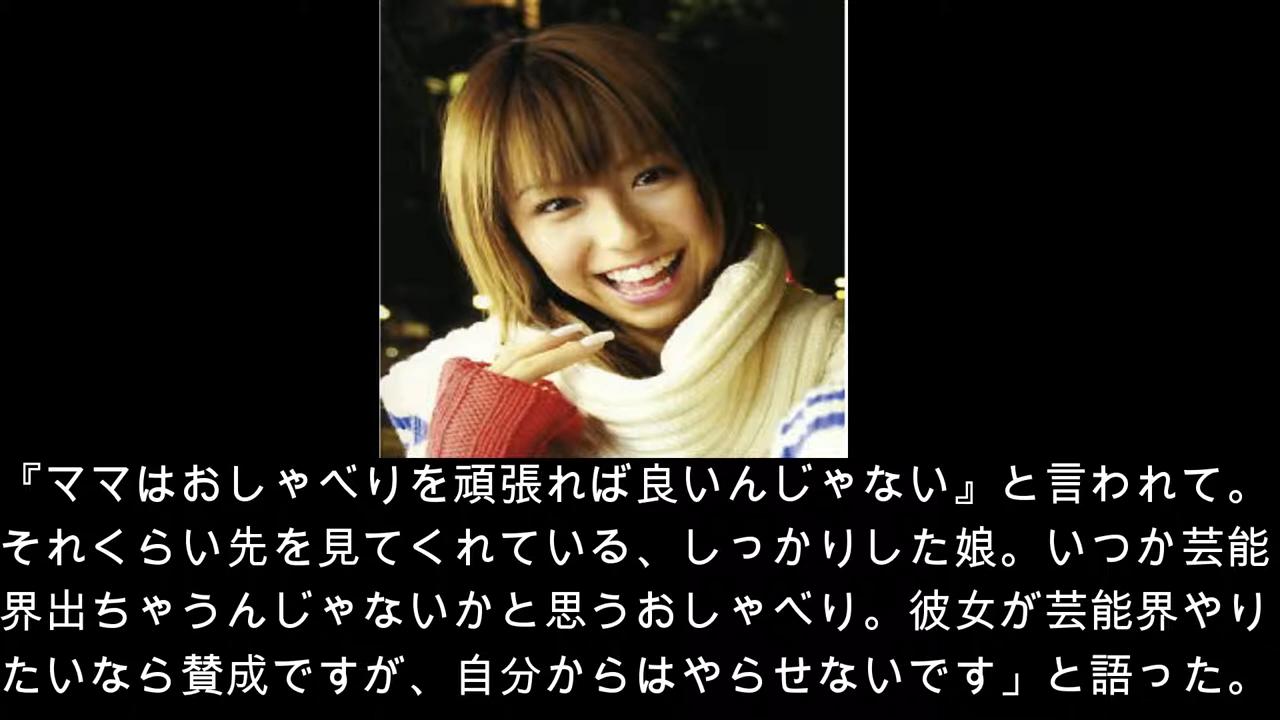 『ママはおしゃべりを頑張れば良いんじゃない』と言われて。
それくらい先を見てくれている、しっかりした娘。いつか芸能
界出ちゃうんじゃないかと思うおしゃべり。彼女が芸能界やり
たいなら賛成ですが、自分からはやらせないです」と語った。